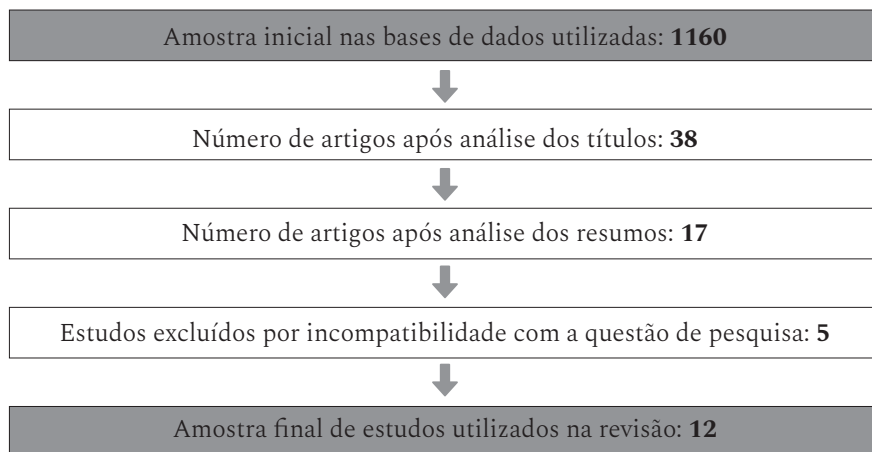 Amostra inicial nas bases de dados utilizadas: 1160
Número de artigos após análise dos títulos: 38
Número de artigos após análise dos resumos: 17
Estudos excluídos por incompatibilidade com a questão de pesquisa: 5
Amostra final de estudos utilizados na revisão: 12